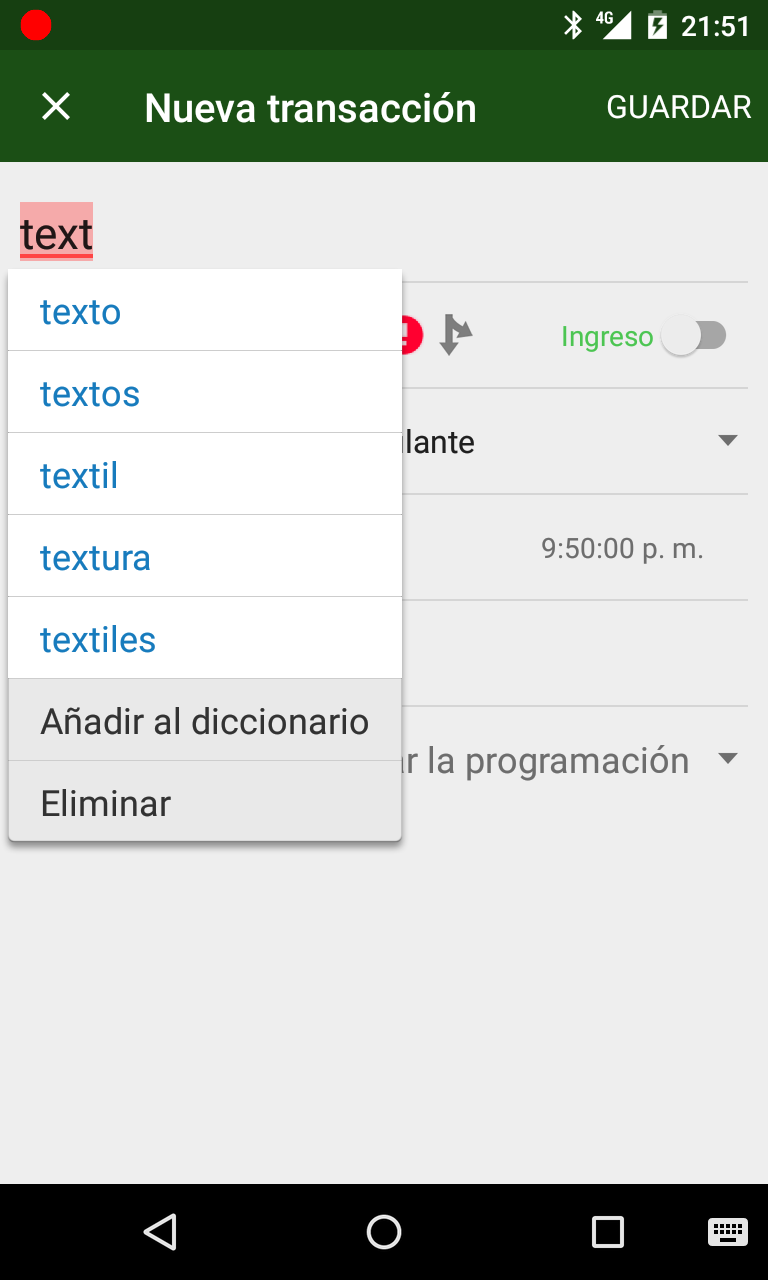 4G 21:51
Nueva transacción GUARDAR
text
texto
textos
textil
textura
textiles
Añadir al diccionario
Eliminar
Ingreso
9:50:00 p. m.
la programación